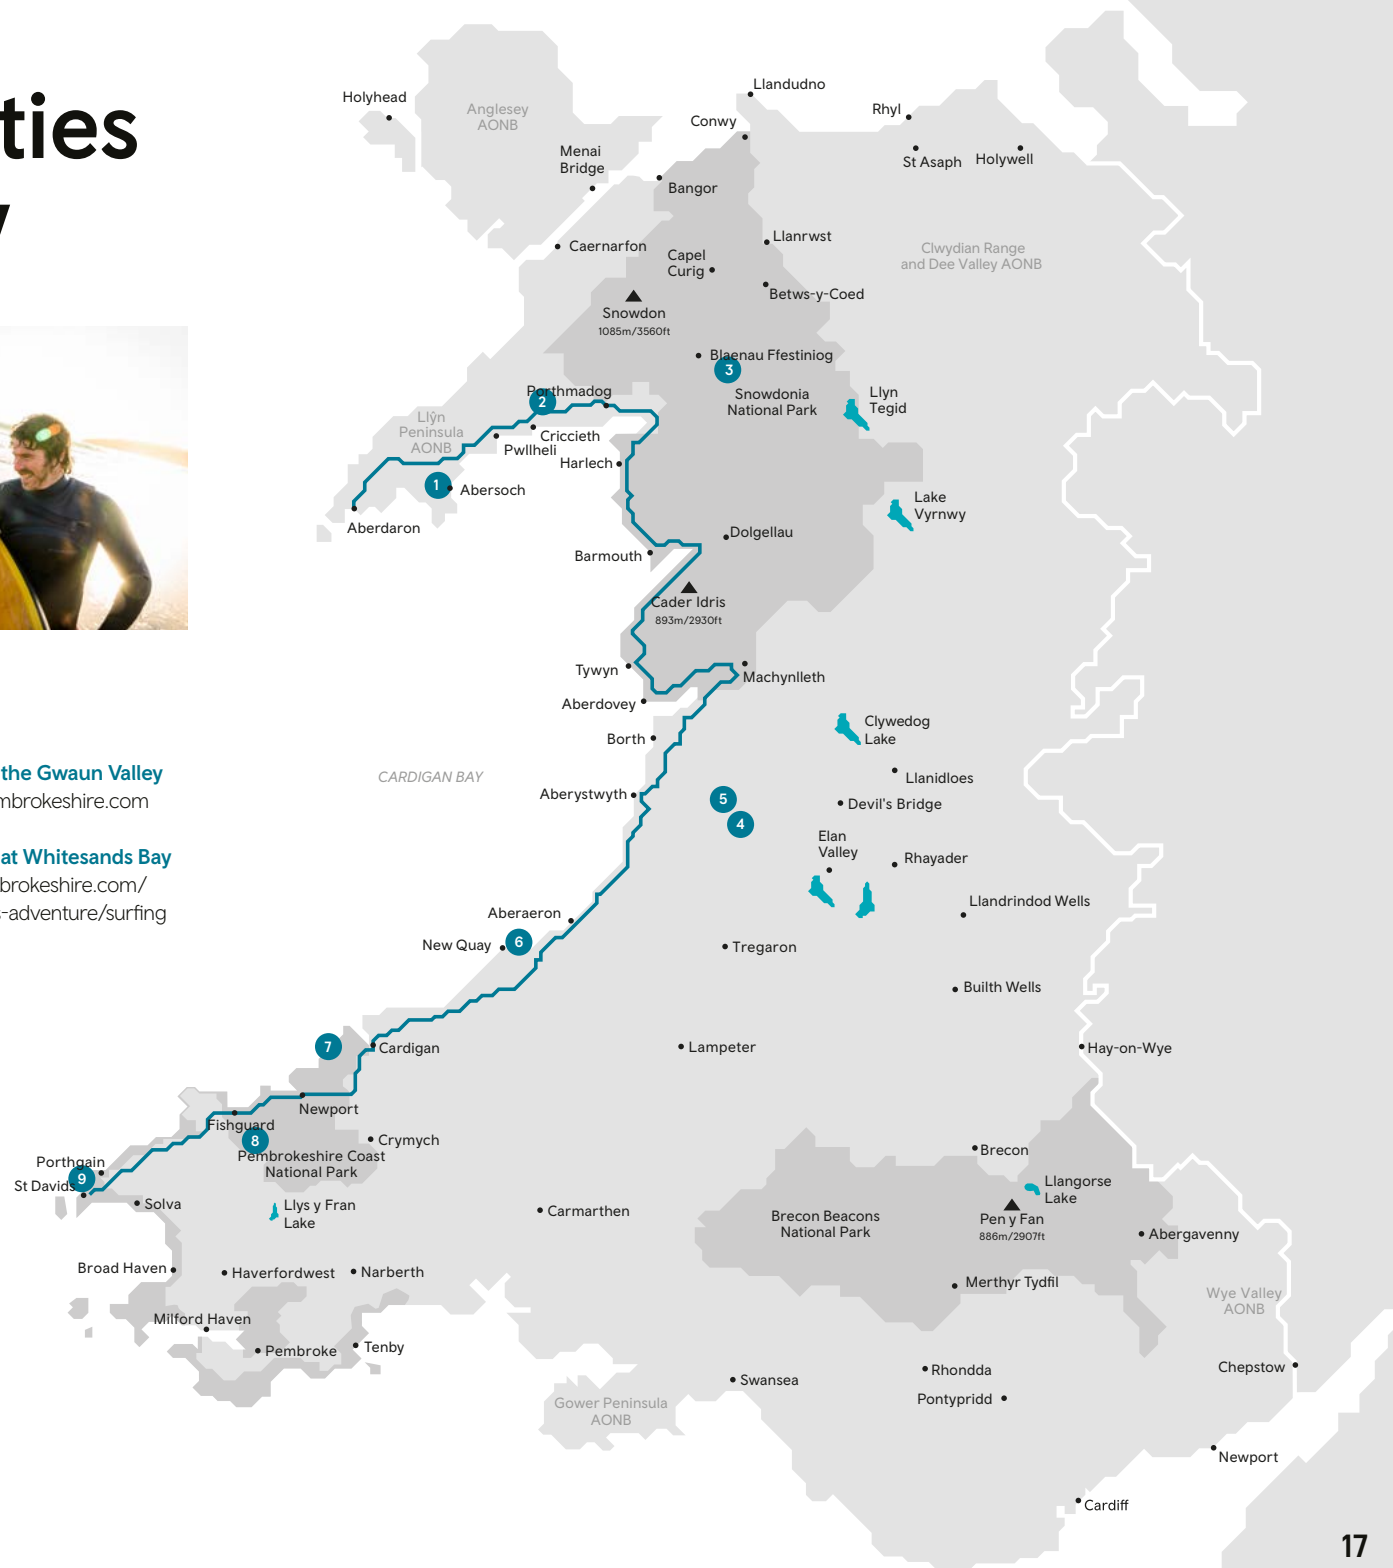 ties
y
the Gwaun Valley
mbrokeshire.com
at Whitesands Bay
brokeshire.com/
s-adventure/surfing
Holyhead
Anglesey
AONB
Menai
Bridge
Llandudno
Conwy
Rhyl
St Asaph
Holywell
Bangor
Caernarfon
Llanrwst
Capel
Curig
Betws-y-Coed
Clwydian Range
and Dee Valley AONB
Snowdon
1085m/3560ft
Blaenau Ffestiniog
3
Snowdonia
National Park
Porthmadog
2
Llŷn
Peninsula
AONB
Criccieth
Pwllheli
Harlech
Llyn
Tegid
1
Abersoch
Aberdaron
Lake
Vyrnwy
Dolgellau
Barmouth
Cader Idris
893m/2930ft
Tywyn
Machynlleth
Aberdovey
Borth
Clywedog
Lake
CARDIGAN BAY
Llanidloes
Aberystwyth
5
4
Devil's Bridge
Elan
Valley
Rhayader
Llandrindod Wells
Aberaeron
New Quay
6
Tregaron
Builth Wells
7
Cardigan
Lampeter
Hay-on-Wye
Newport
Fishguard
8
Crymych
Pembrokeshire Coast
National Park
Porthgain
9
St Davids
Solva
Llys y Fran
Lake
Carmarthen
Brecon
Llangorse
Lake
Brecon Beacons
National Park
Pen y Fan
886m/2907ft
Abergavenny
Broad Haven
Haverfordwest
Narberth
Merthyr Tydfil
Wye Valley
AONB
Milford Haven
Pembroke
Tenby
Rhondda
Chepstow
Swansea
Pontypridd
Gower Peninsula
AONB
Newport
Cardiff
17